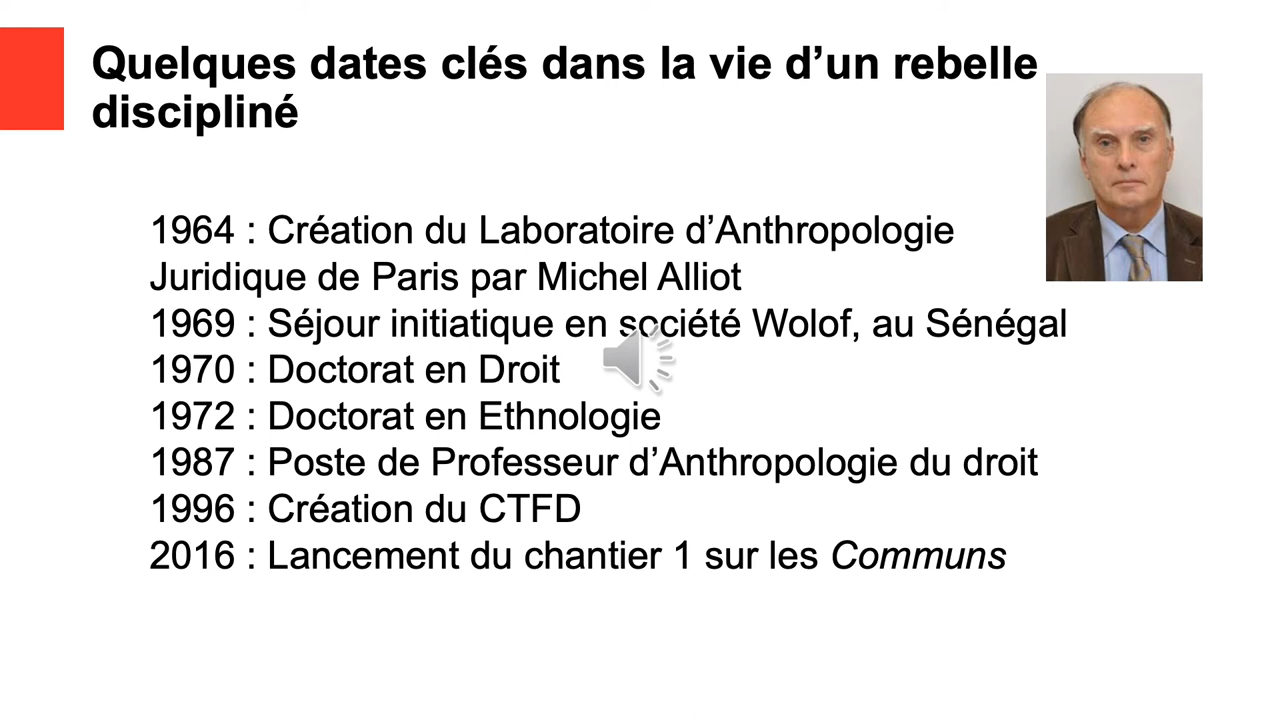 Quelques dates clés dans la vie d’un rebelle
discipliné
1964 : Création du Laboratoire d’Anthropologie
Juridique de Paris par Michel Alliot
1969 : Séjour initiatique en société Wolof, au Sénégal
1970 : Doctorat en Droit
1972 : Doctorat en Ethnologie
1987 : Poste de Professeur d’Anthropologie du droit
1996 : Création du CTFD
2016 : Lancement du chantier 1 sur les Communs